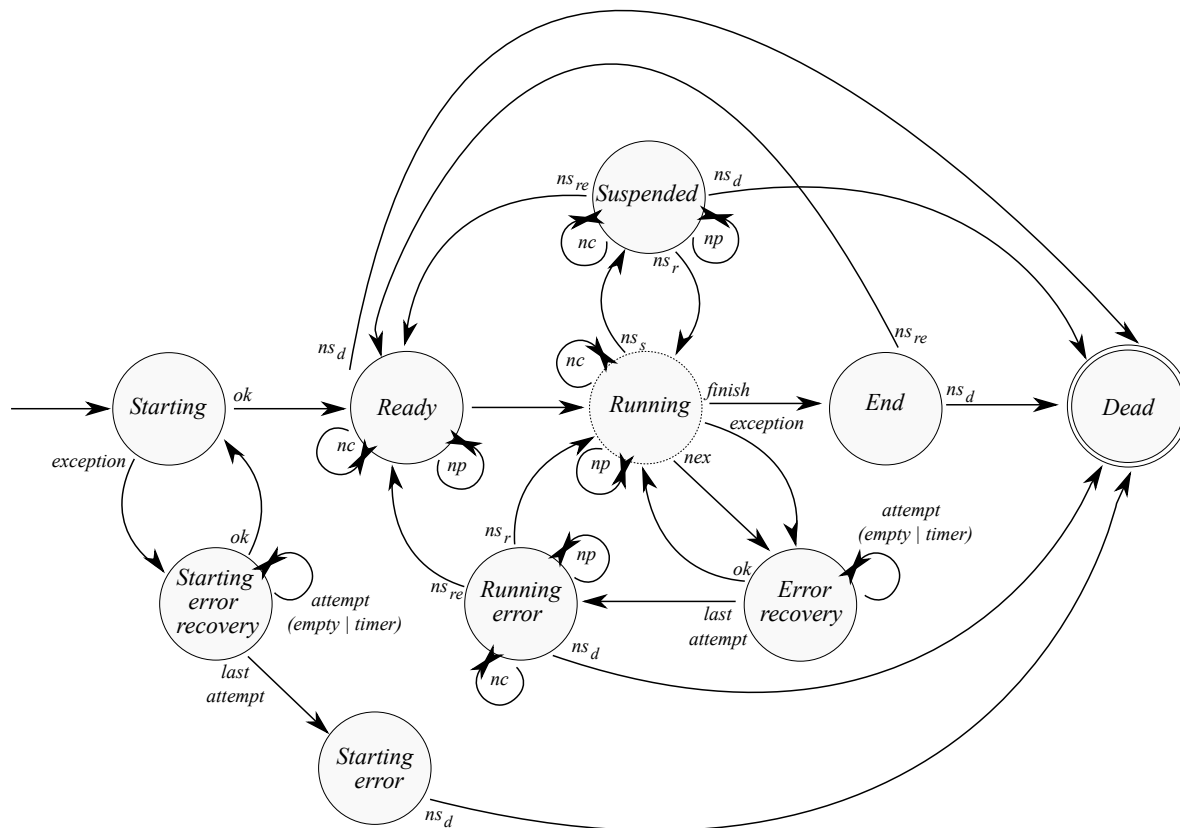 ns_re
Suspended
ns_d
nc
np
ns_r
ns_d
ns_s
ns_re
nc
Starting
ok
Ready
Running
finish
End
ns_d
Dead
exception
nc
np
np
exception
nex
ok
ns_r
np
ok
attempt
(empty | timer)
Starting
error
recovery
attempt
(empty | timer)
ns_re
Running
error
last
attempt
Error
recovery
last
attempt
nc
ns_d
Starting
error
ns_d